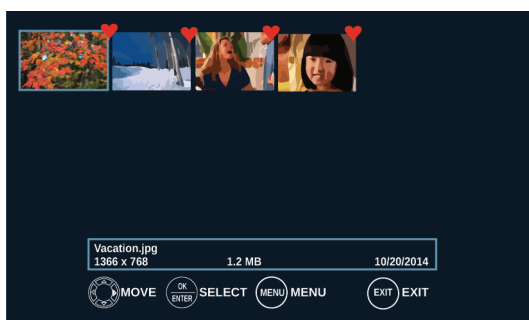 Vacation.jpg
1366 x 768 1.2 MB 10/20/2014
MOVE OK ENTER SELECT MENU MENU EXIT EXIT